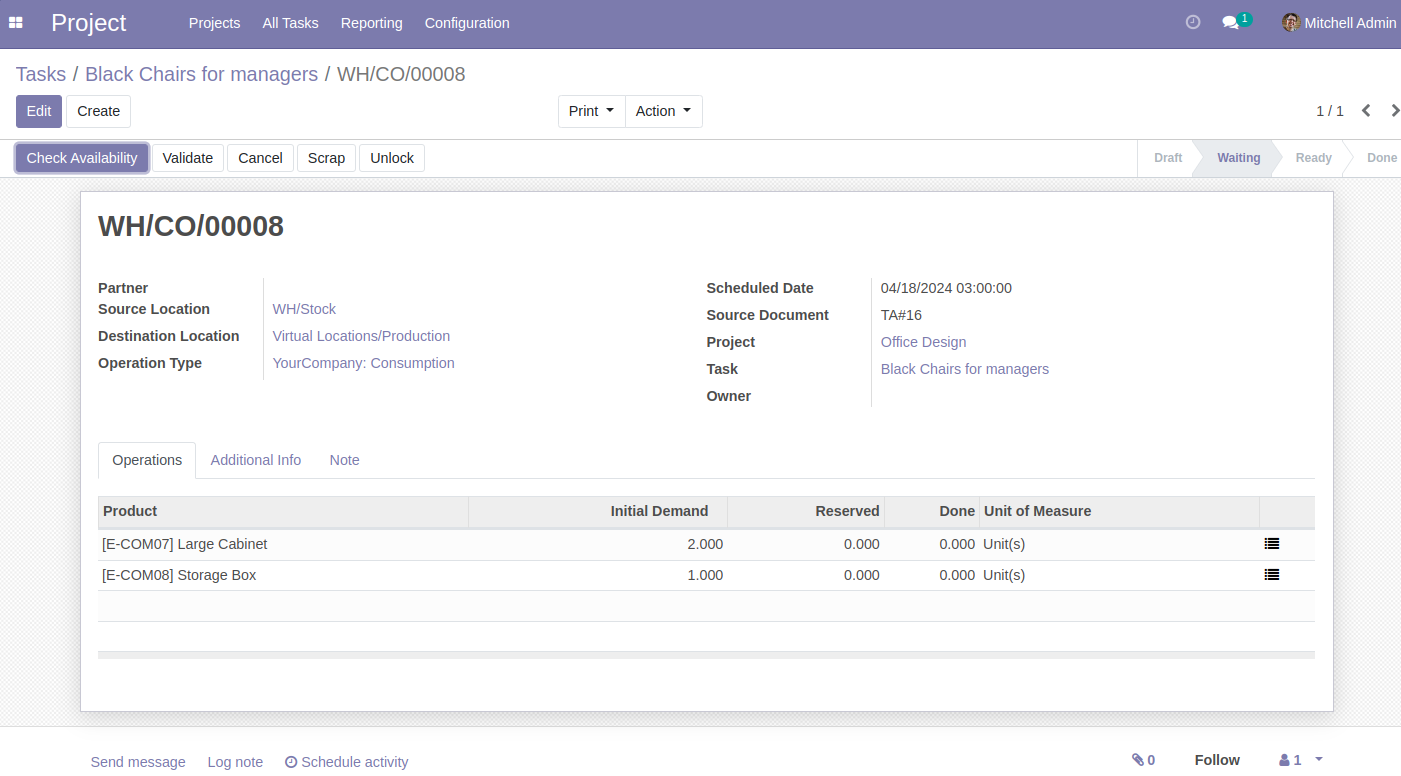 Project Projects All Tasks Reporting Configuration 1 Mitchell Admin
Tasks / Black Chairs for managers / WH/CO/00008
Edit Create Print Action 1 / 1
Check Availability Validate Cancel Scrap Unlock Draft Waiting Ready Done
WH/CO/00008
Partner
Source Location WH/Stock
Destination Location Virtual Locations/Production
Operation Type YourCompany: Consumption
Scheduled Date 04/18/2024 03:00:00
Source Document TA#16
Project Office Design
Task Black Chairs for managers
Owner
Operations Additional Info Note
Product Initial Demand Reserved Done Unit of Measure
[E-COM07] Large Cabinet 2.000 0.000 0.000 Unit(s)
[E-COM08] Storage Box 1.000 0.000 0.000 Unit(s)
Send message Log note Schedule activity 0 Follow 1